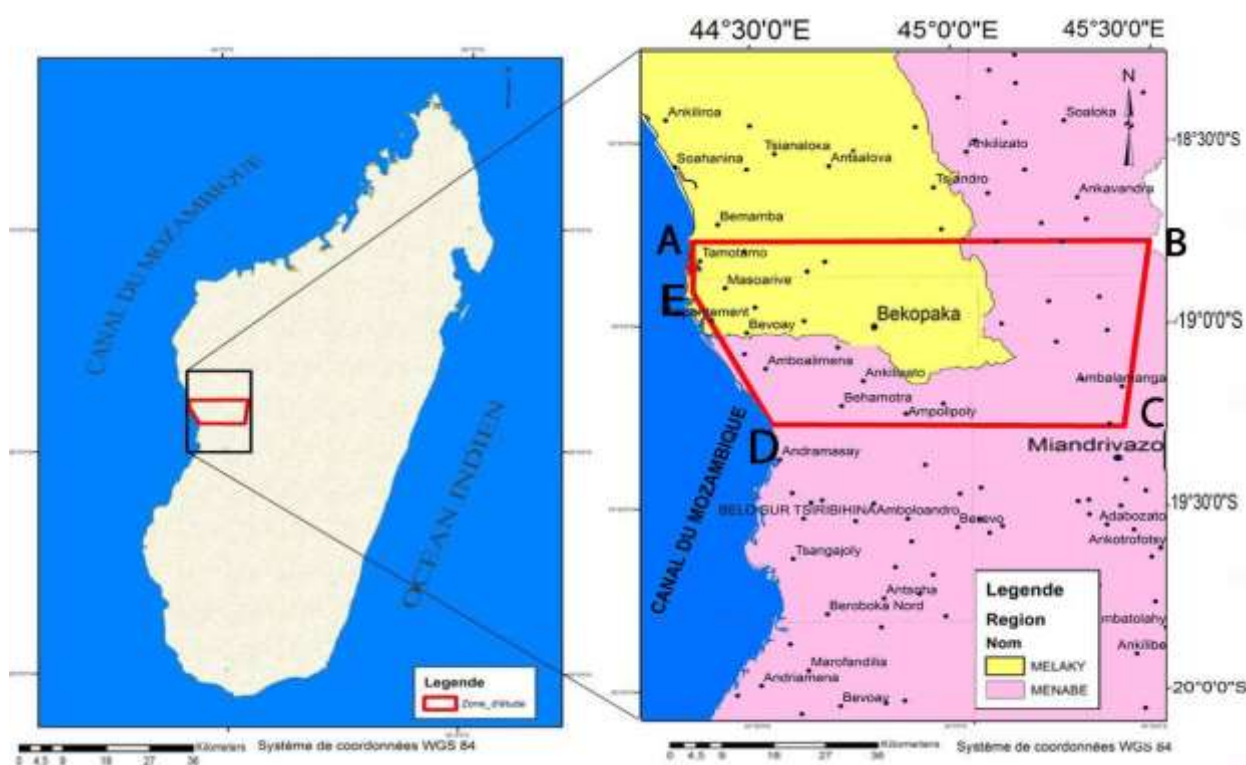 CANAL DU MOZAMBIQUE
OCEAN INDIEN
Legende
Zone_d'étude
Kilometers
0 4.5 9 18 27 36
Système de coordonnées WGS 84
44°30'0"E 45°0'0"E 45°30'0"E
N
Ankiliroa
Soaloka
-18°30'0"S
Tsianaloka
Antsalova
Ankilizato
Soahanina
Tsiandro
Ankavandra
Bemamba
A
B
Tamotamo
Masoarive
E
Bekopaka
-19°0'0"S
Bevoay
Amboalimena
Ankilizato
Ambalamanga
Behamotra
Ampolipoly
C
D
Miandrivazo
Andramasay
CANAL DU MOZAMBIQUE
-19°30'0"S
BELO SUR TSIRIBIHINA
Amboloandro
Berevo
Adabozato
Ankotrofotsy
Tsangajoly
Antsoha
Beroboka Nord
Legende
Region
Nom
MELAKY
MENABE
mbatolahy
Ankilibe
Marofandilia
Andriamena
Bevoay
-20°0'0"S
Kilometers
0 4.5 9 18 27 36
Système de coordonnées WGS 84